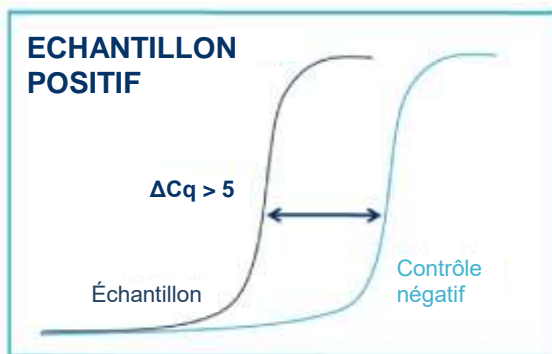 ECHANTILLON
POSITIF
ΔCq > 5
Échantillon
Contrôle
négatif